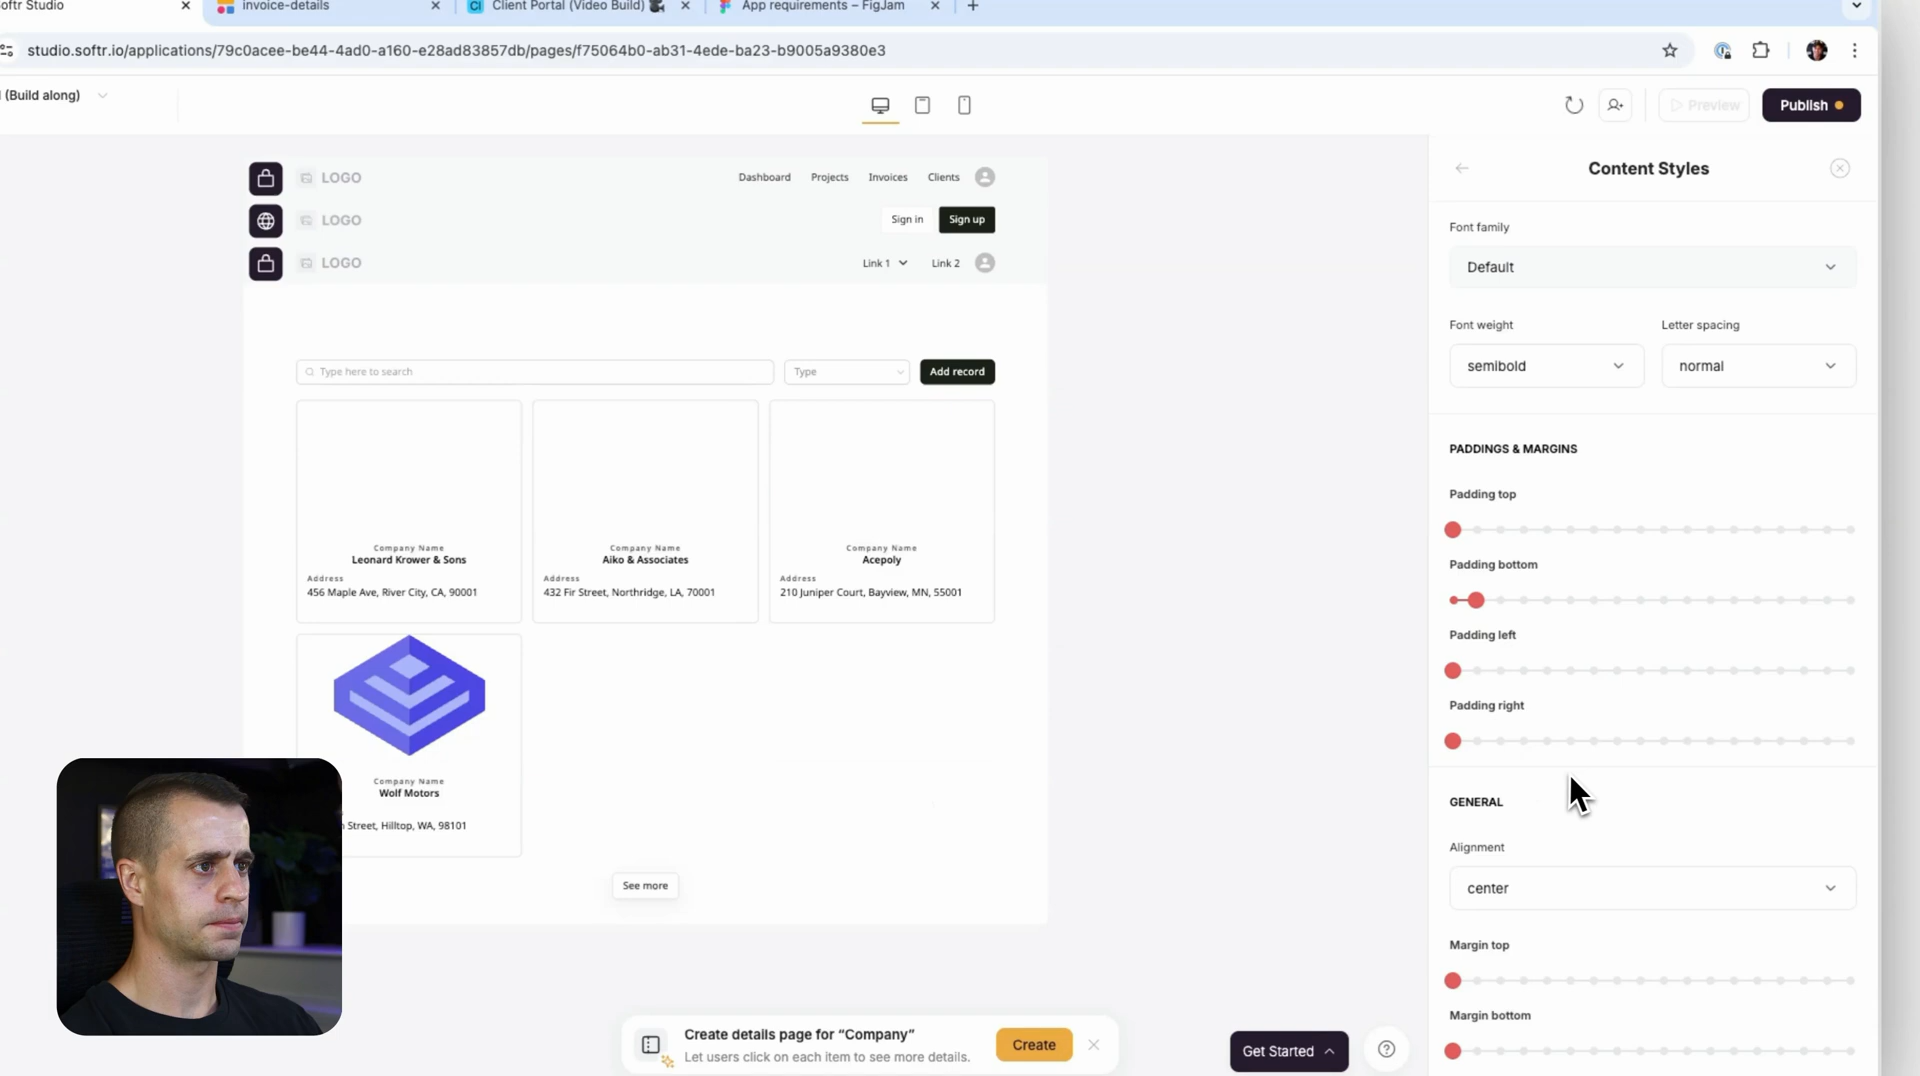 oftr Studio
invoice-details
Client Portal (Video Build)
App requirements – FigJam
studio.softr.io/applications/79c0acee-be44-4ad0-a160-e28ad83857db/pages/f75064b0-ab31-4ede-ba23-b9005a9380e3
l (Build along)
Preview
Publish
LOGO
Dashboard
Projects
Invoices
Clients
LOGO
Sign in
Sign up
LOGO
Link 1
Link 2
Type here to search
Type
Add record
Company Name
Leonard Krower & Sons
Address
456 Maple Ave, River City, CA, 90001
Company Name
Aiko & Associates
Address
432 Fir Street, Northridge, LA, 70001
Company Name
Acepoly
Address
210 Juniper Court, Bayview, MN, 55001
Company Name
Wolf Motors
Street, Hilltop, WA, 98101
See more
Create details page for “Company”
Let users click on each item to see more details.
Create
Get Started
Content Styles
Font family
Default
Font weight
Letter spacing
semibold
normal
PADDINGS & MARGINS
Padding top
Padding bottom
Padding left
Padding right
GENERAL
Alignment
center
Margin top
Margin bottom